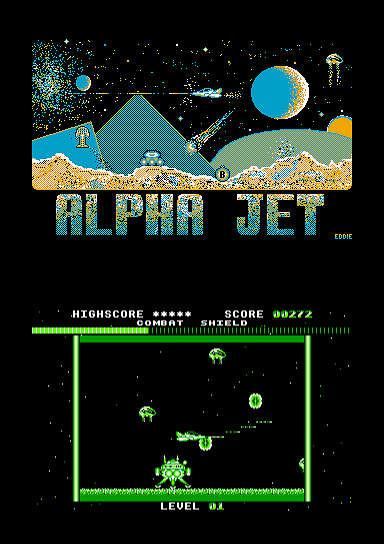 B
ALPHA JET
EDDIE
HIGHSCORE ***** SCORE 00272
COMBAT SHIELD
LEVEL 01